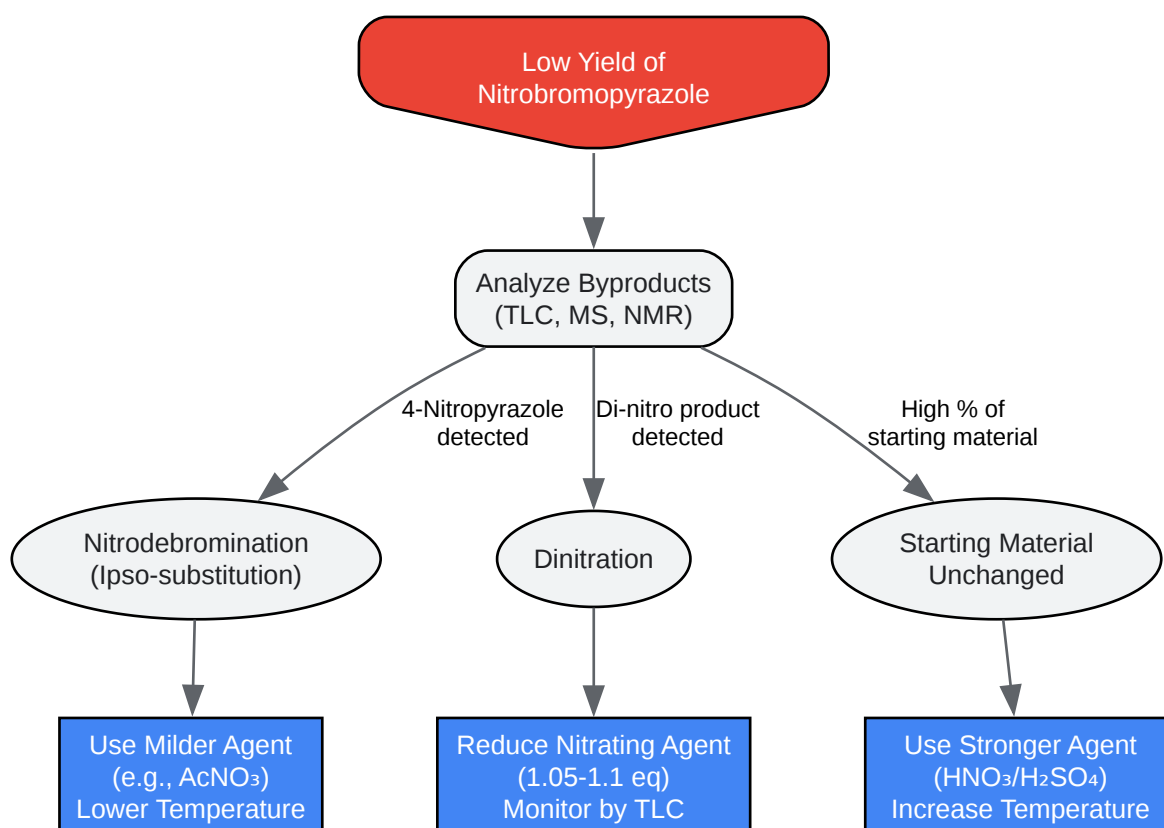 Low Yield of
Nitrobromopyrazole
Analyze Byproducts
(TLC, MS, NMR)
4-Nitropyrazole
detected
Di-nitro product
detected
High % of
starting material
Nitrodebromination
(Ipso-substitution)
Dinitration
Starting Material
Unchanged
Use Milder Agent
(e.g., AcNO₃)
Lower Temperature
Reduce Nitrating Agent
(1.05-1.1 eq)
Monitor by TLC
Use Stronger Agent
(HNO₃/H₂SO₄)
Increase Temperature